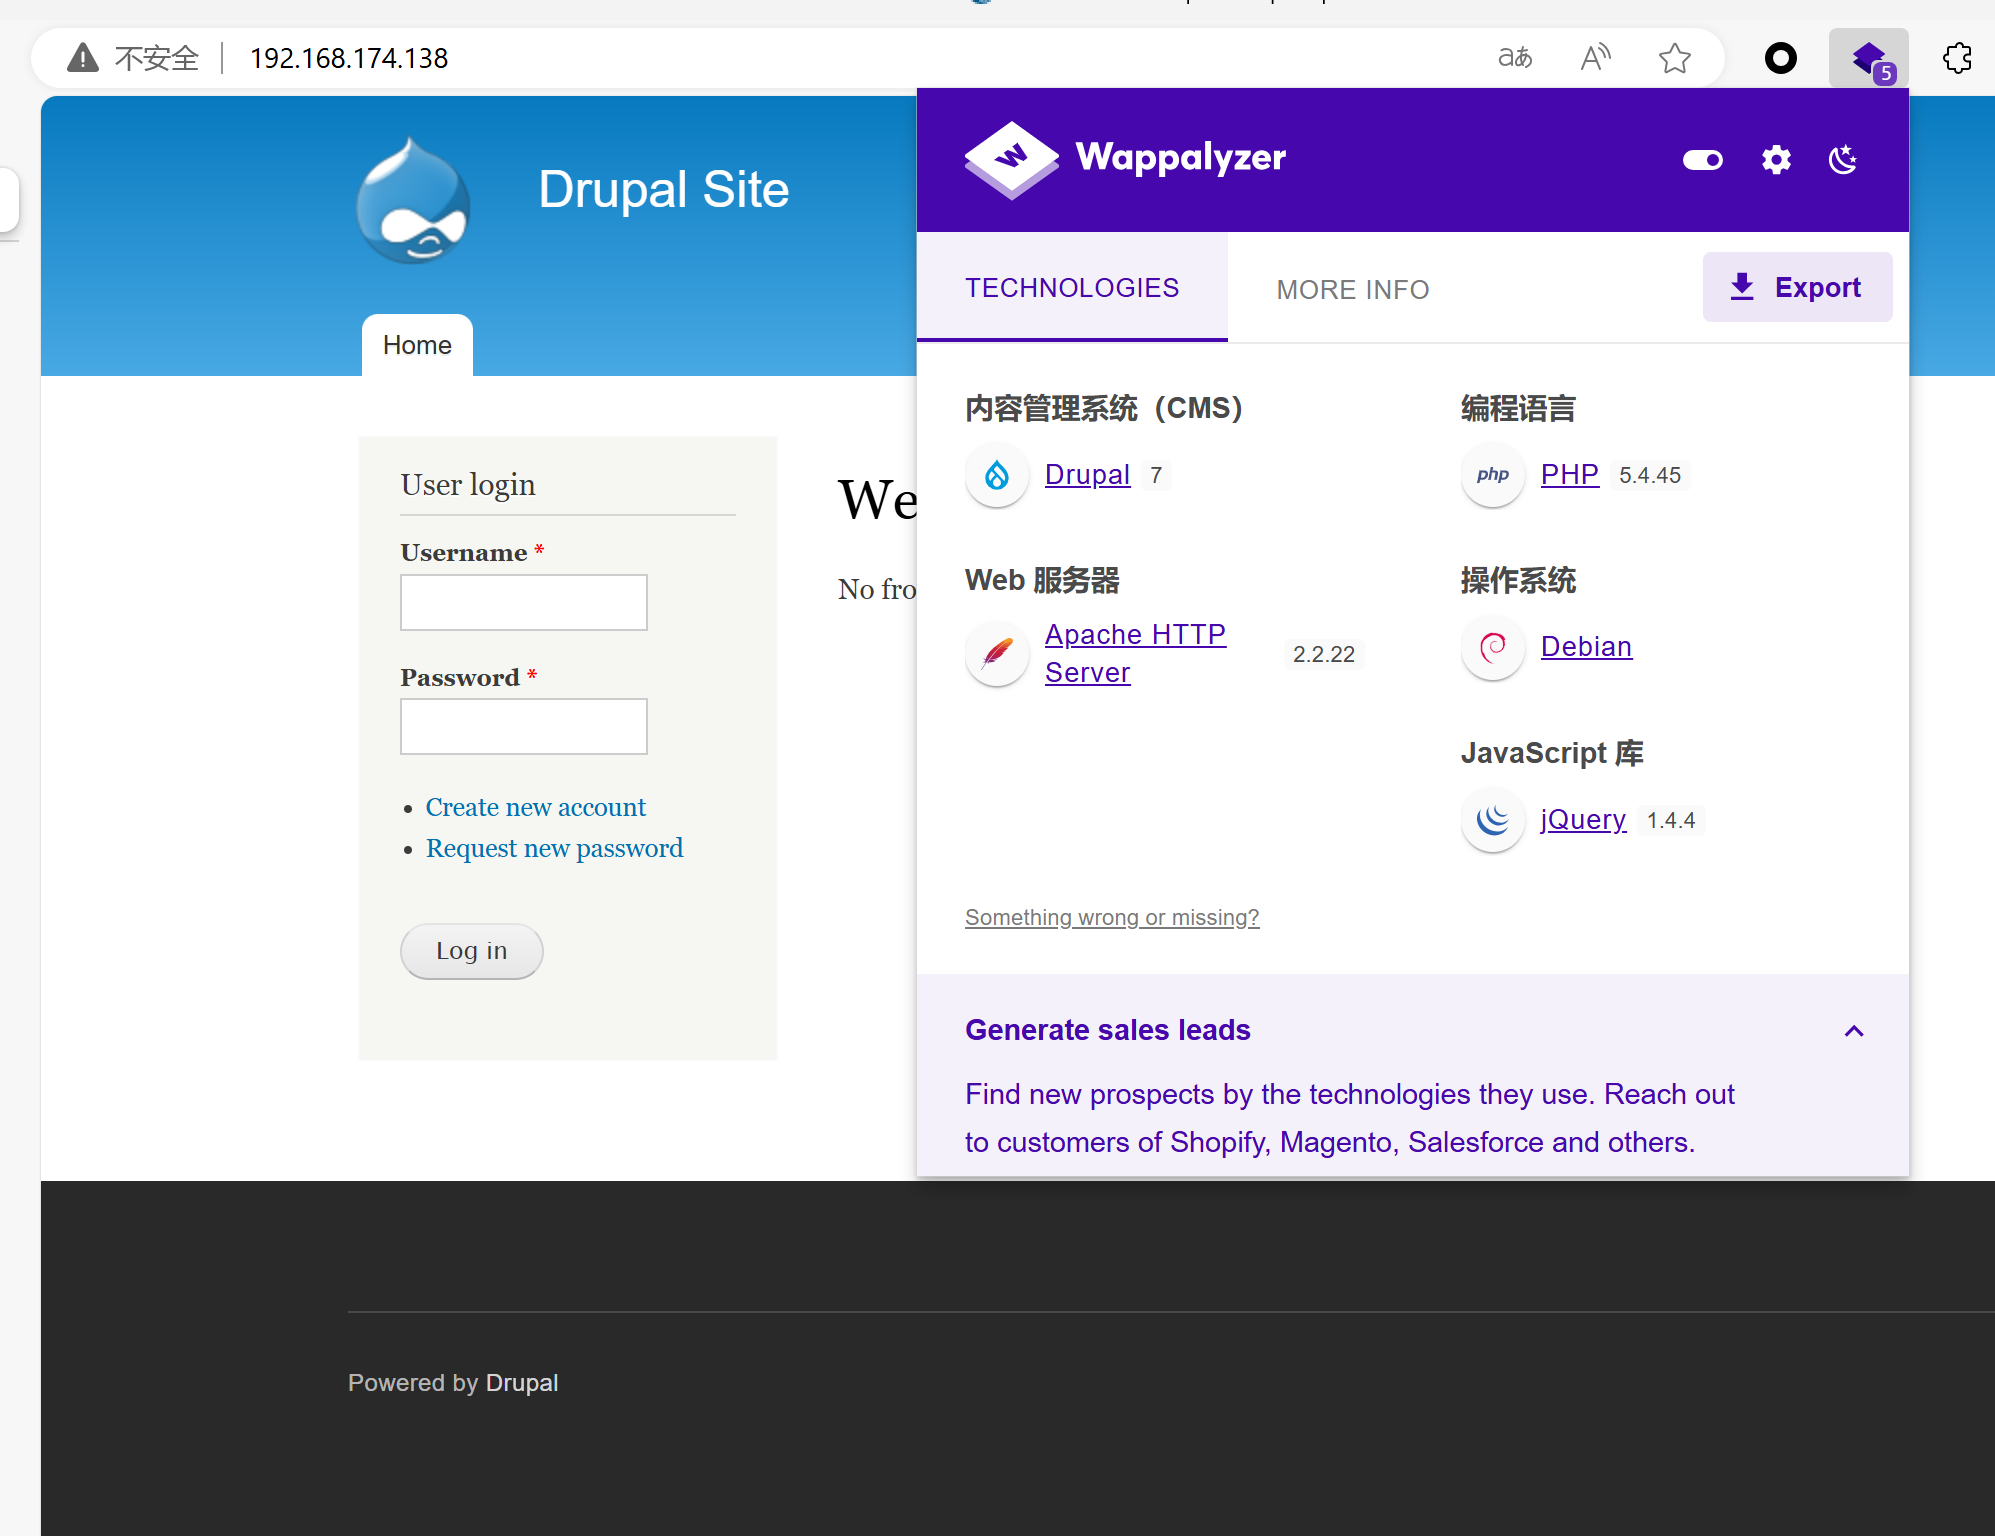 不安全
192.168.174.138
aあ
A
5
Drupal Site
Home
User login
Username *
Password *
Create new account
Request new password
Log in
We
No fro
Powered by Drupal
W
Wappalyzer
TECHNOLOGIES
MORE INFO
Export
内容管理系统（CMS）
Drupal
7
编程语言
php
PHP
5.4.45
Web 服务器
Apache HTTP
Server
2.2.22
操作系统
Debian
JavaScript 库
jQuery
1.4.4
Something wrong or missing?
Generate sales leads
Find new prospects by the technologies they use. Reach out
to customers of Shopify, Magento, Salesforce and others.